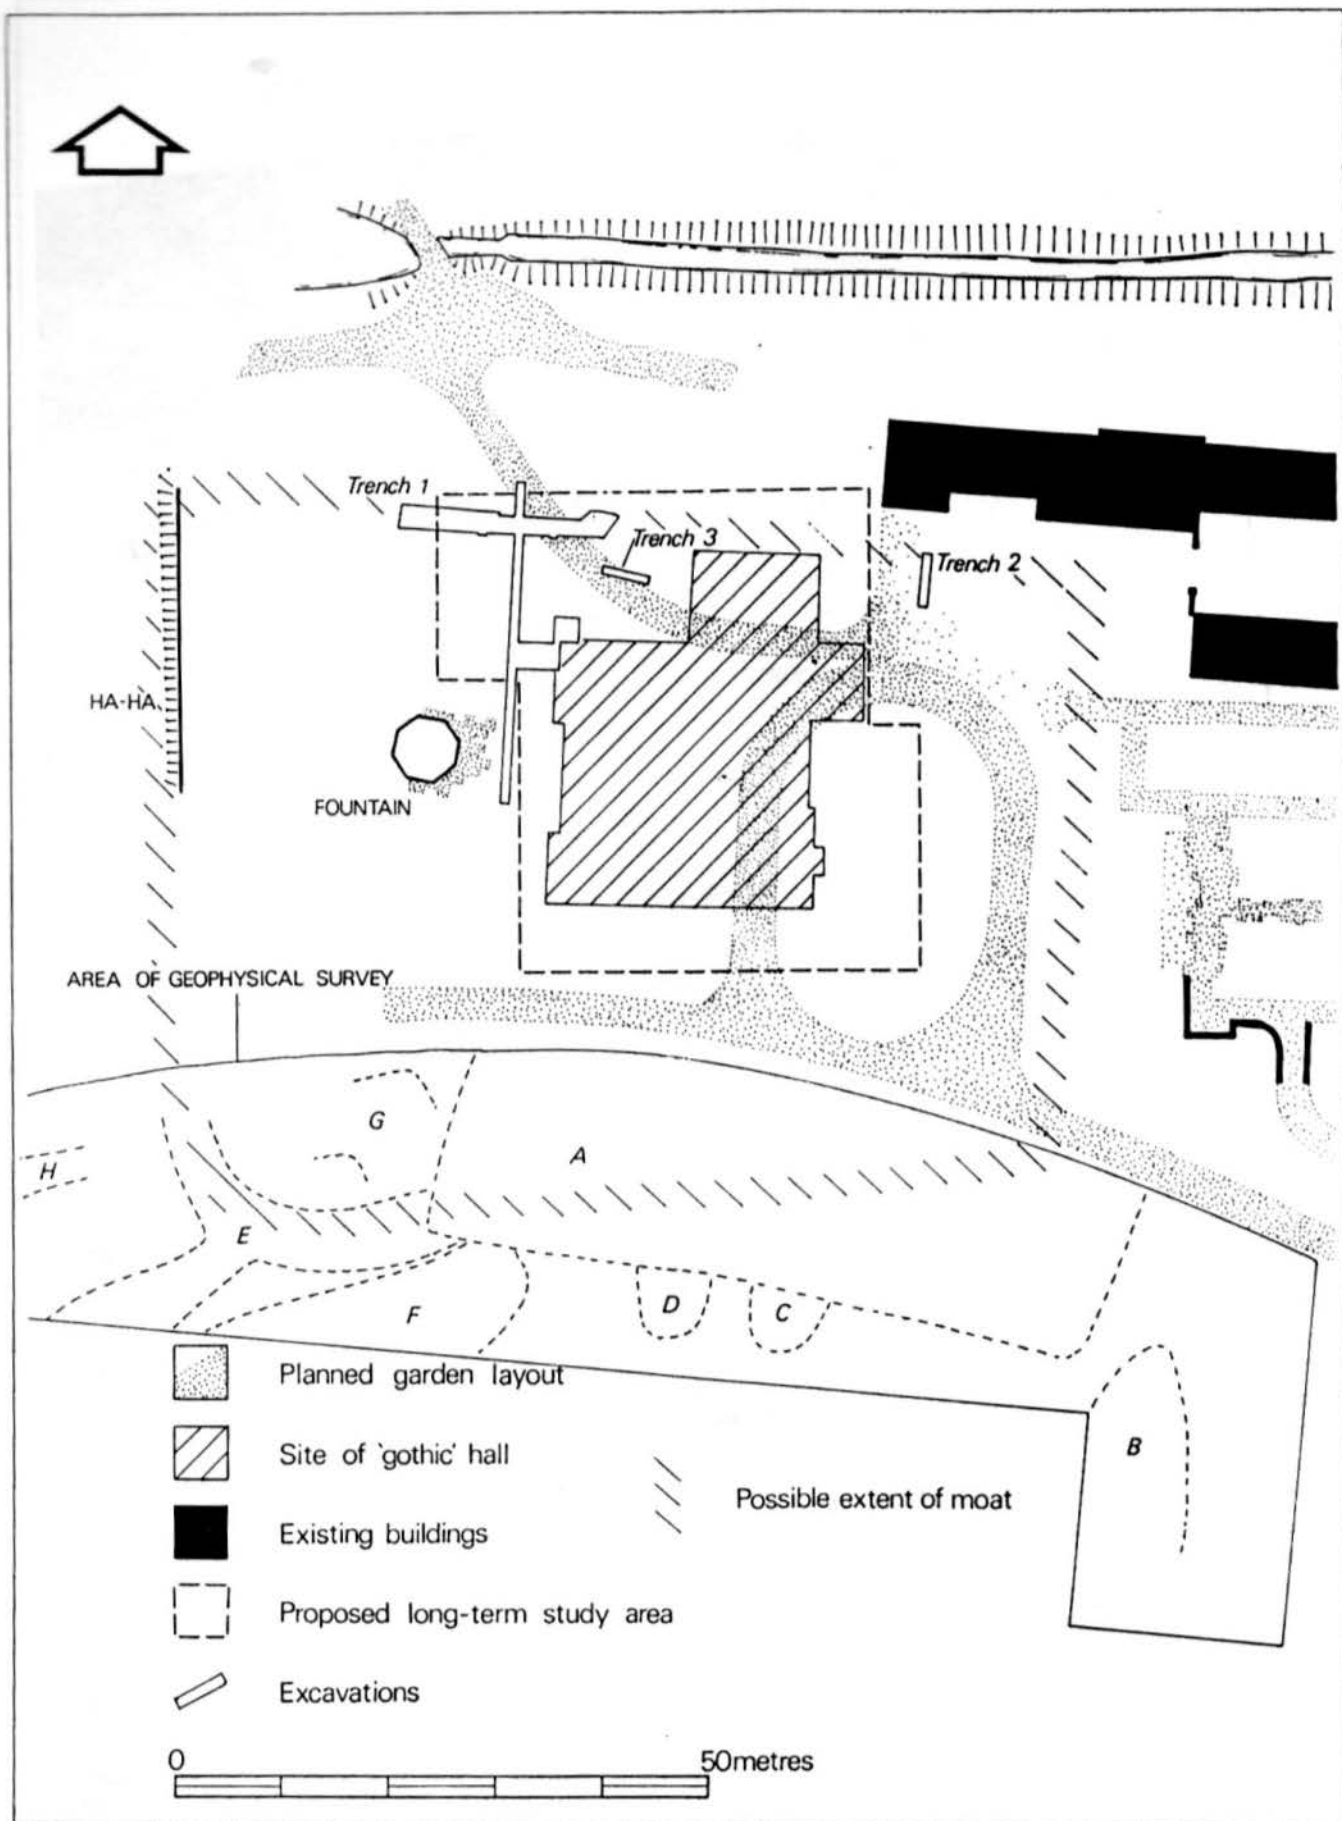 Trench 1
Trench 3
Trench 2
HA-HA
FOUNTAIN
AREA OF GEOPHYSICAL SURVEY
G
A
H
E
F
D
C
B
Planned garden layout
Site of 'gothic' hall
Existing buildings
Possible extent of moat
Proposed long-term study area
Excavations
0 50metres